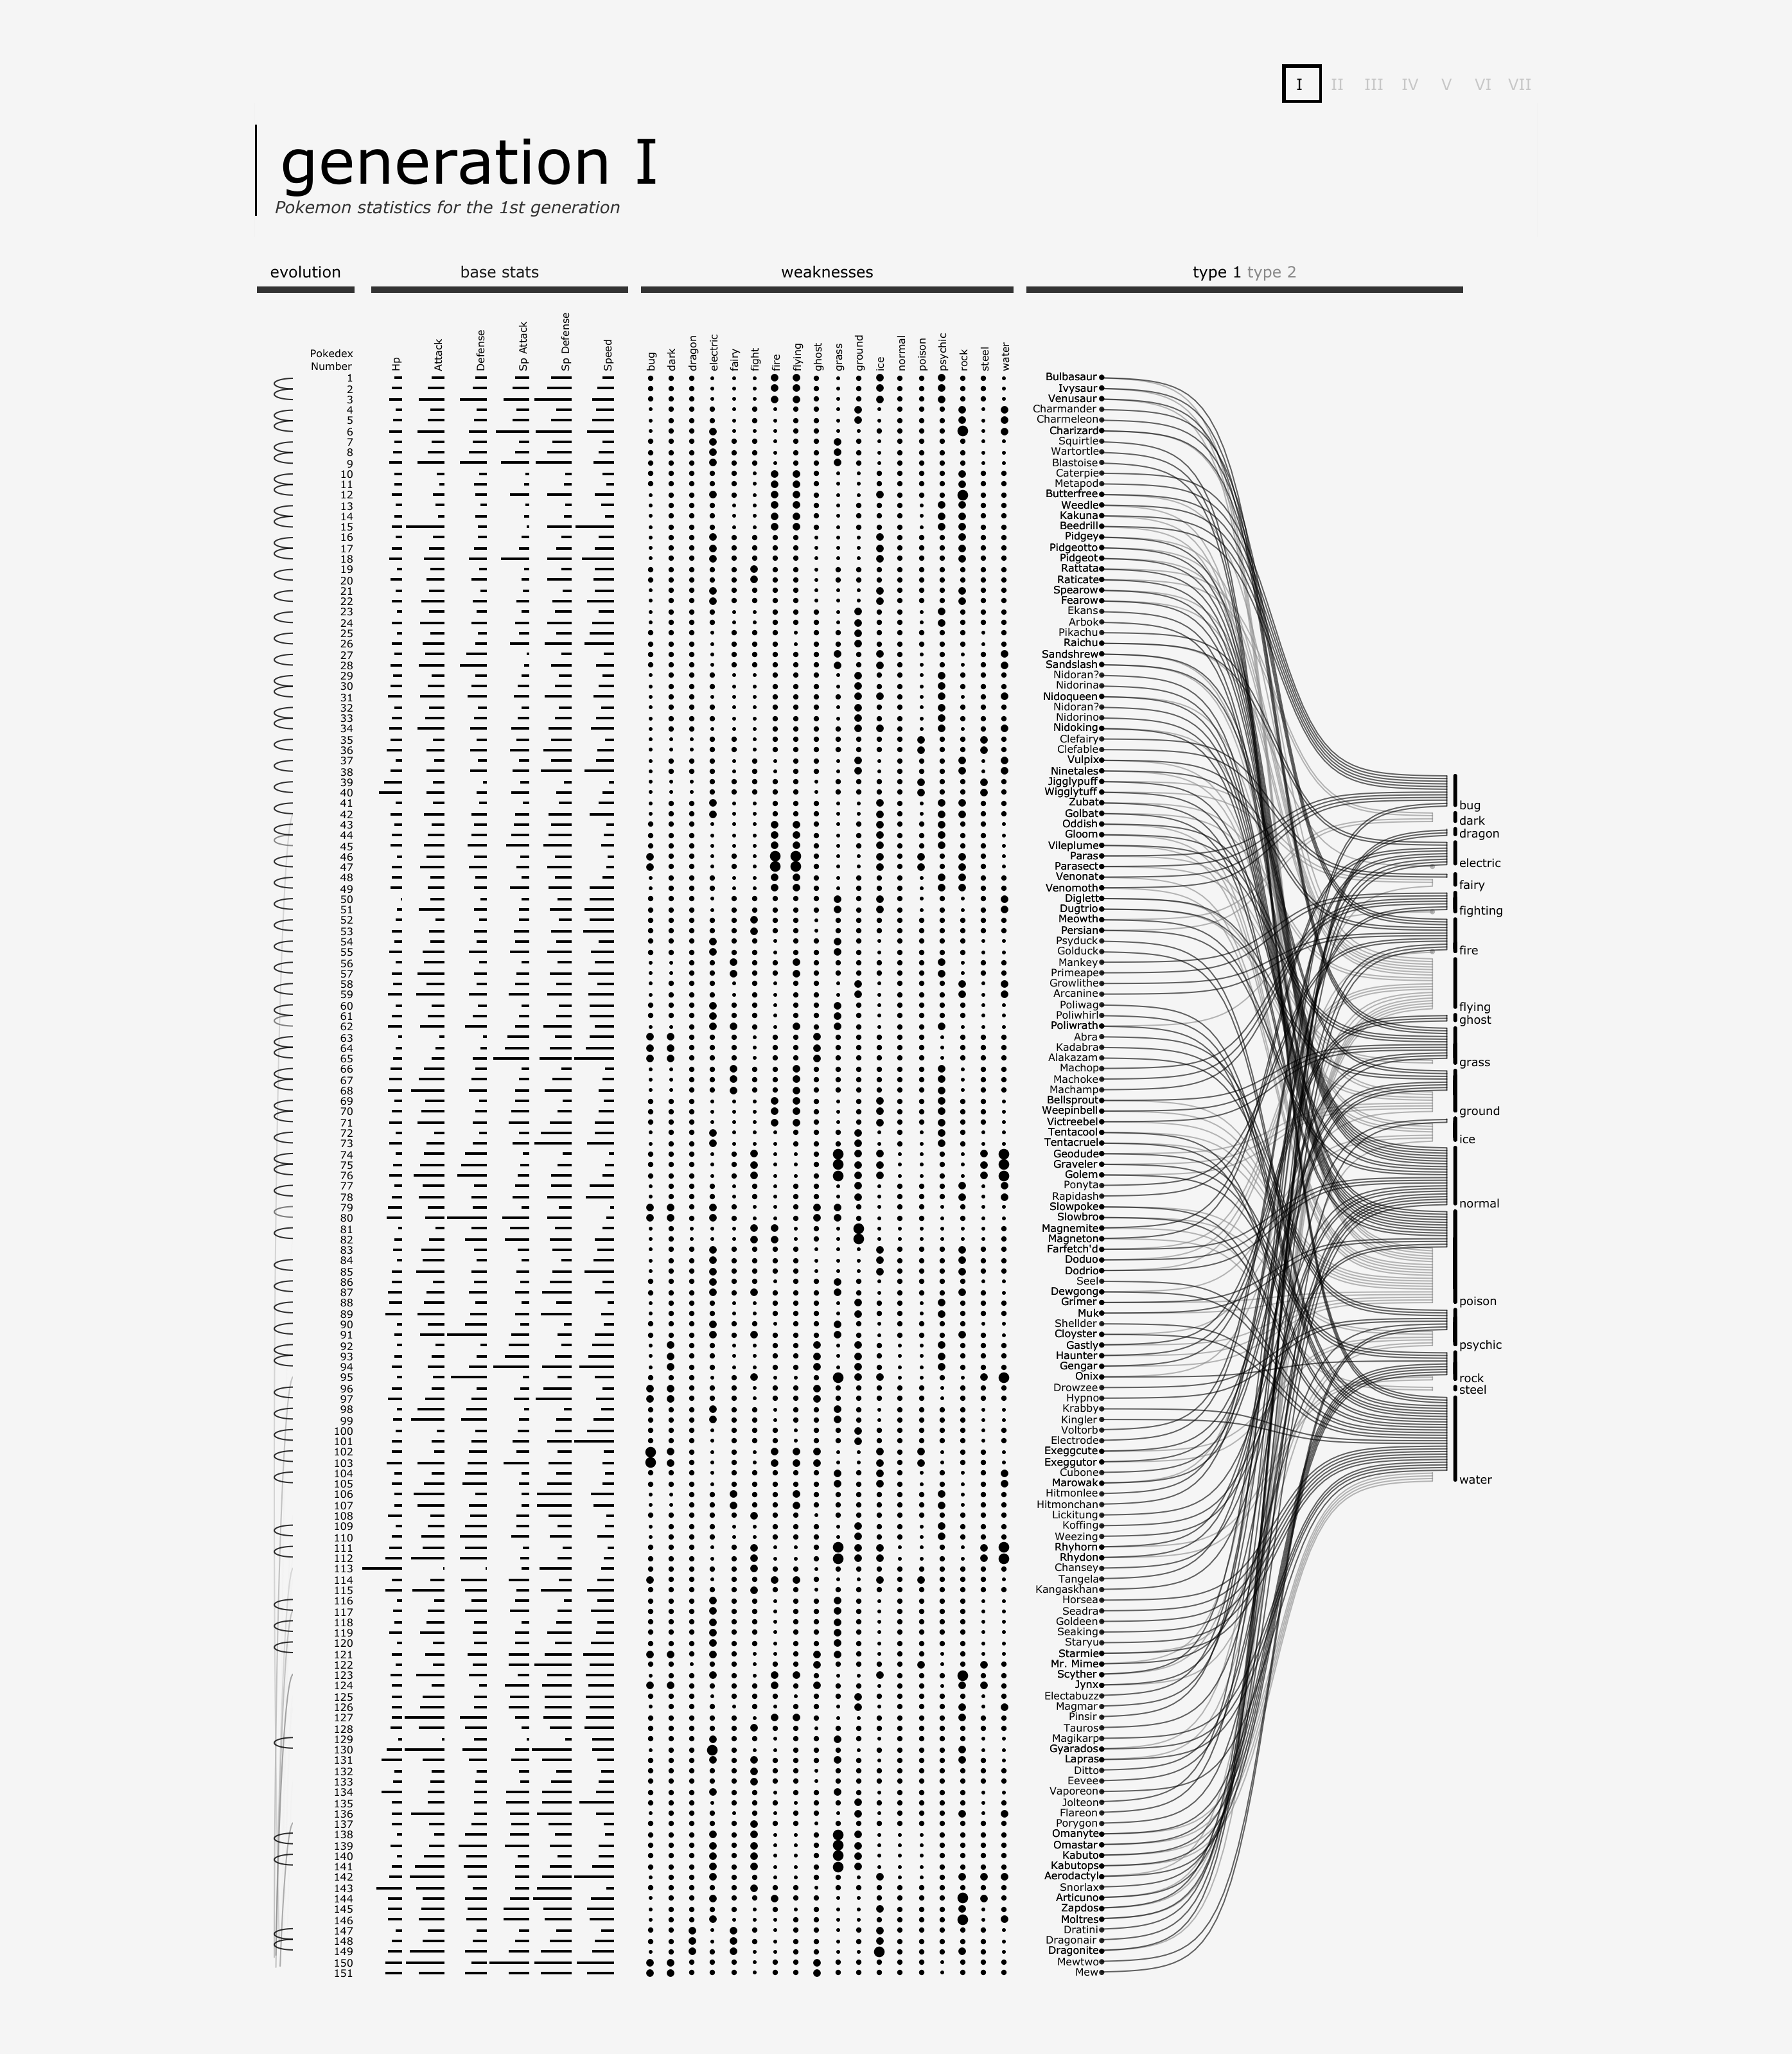 I II III IV V VI VII
generation I
Pokemon statistics for the 1st generation
evolution base stats weaknesses type 1 type 2
Pokedex Number Hp Attack Defense Sp Attack Sp Defense Speed bug dark dragon electric fairy fight fire flying ghost grass ground ice normal poison psychic rock steel water
1 Bulbasaur
2 Ivysaur
3 Venusaur
4 Charmander
5 Charmeleon
6 Charizard
7 Squirtle
8 Wartortle
9 Blastoise
10 Caterpie
11 Metapod
12 Butterfree
13 Weedle
14 Kakuna
15 Beedrill
16 Pidgey
17 Pidgeotto
18 Pidgeot
19 Rattata
20 Raticate
21 Spearow
22 Fearow
23 Ekans
24 Arbok
25 Pikachu
26 Raichu
27 Sandshrew
28 Sandslash
29 Nidoran?
30 Nidorina
31 Nidoqueen
32 Nidoran?
33 Nidorino
34 Nidoking
35 Clefairy
36 Clefable
37 Vulpix
38 Ninetales
39 Jigglypuff
40 Wigglytuff
41 Zubat
42 Golbat
43 Oddish
44 Gloom
45 Vileplume
46 Paras
47 Parasect
48 Venonat
49 Venomoth
50 Diglett
51 Dugtrio
52 Meowth
53 Persian
54 Psyduck
55 Golduck
56 Mankey
57 Primeape
58 Growlithe
59 Arcanine
60 Poliwag
61 Poliwhirl
62 Poliwrath
63 Abra
64 Kadabra
65 Alakazam
66 Machop
67 Machoke
68 Machamp
69 Bellsprout
70 Weepinbell
71 Victreebel
72 Tentacool
73 Tentacruel
74 Geodude
75 Graveler
76 Golem
77 Ponyta
78 Rapidash
79 Slowpoke
80 Slowbro
81 Magnemite
82 Magneton
83 Farfetch'd
84 Doduo
85 Dodrio
86 Seel
87 Dewgong
88 Grimer
89 Muk
90 Shellder
91 Cloyster
92 Gastly
93 Haunter
94 Gengar
95 Onix
96 Drowzee
97 Hypno
98 Krabby
99 Kingler
100 Voltorb
101 Electrode
102 Exeggcute
103 Exeggutor
104 Cubone
105 Marowak
106 Hitmonlee
107 Hitmonchan
108 Lickitung
109 Koffing
110 Weezing
111 Rhyhorn
112 Rhydon
113 Chansey
114 Tangela
115 Kangaskhan
116 Horsea
117 Seadra
118 Goldeen
119 Seaking
120 Staryu
121 Starmie
122 Mr. Mime
123 Scyther
124 Jynx
125 Electabuzz
126 Magmar
127 Pinsir
128 Tauros
129 Magikarp
130 Gyarados
131 Lapras
132 Ditto
133 Eevee
134 Vaporeon
135 Jolteon
136 Flareon
137 Porygon
138 Omanyte
139 Omastar
140 Kabuto
141 Kabutops
142 Aerodactyl
143 Snorlax
144 Articuno
145 Zapdos
146 Moltres
147 Dratini
148 Dragonair
149 Dragonite
150 Mewtwo
151 Mew
bug
dark
dragon
electric
fairy
fighting
fire
flying
ghost
grass
ground
ice
normal
poison
psychic
rock
steel
water